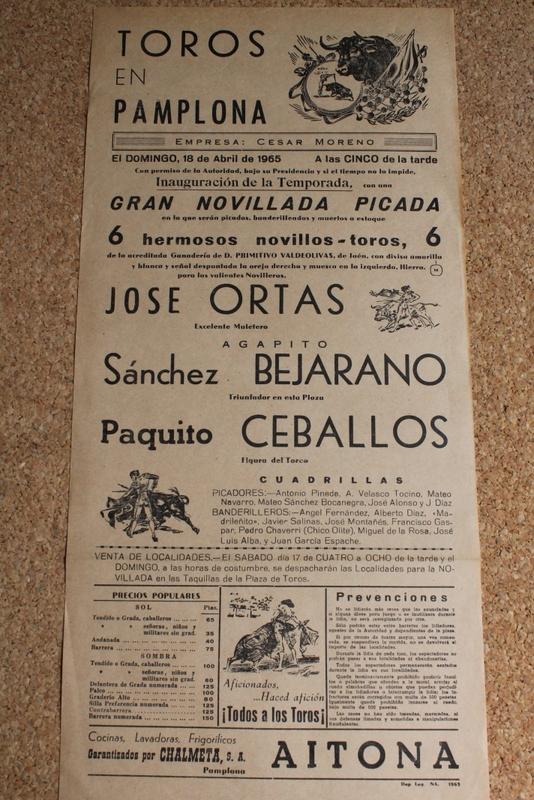 TOROS
EN
PAMPLONA
EMPRESA: CESAR MORENO
El DOMINGO, 18 de Abril de 1965 A las CINCO de la tarde
Con permiso de la Autoridad, bajo su Presidencia y si el tiempo no lo impide,
Inauguración de la Temporada, con una
GRAN NOVILLADA PICADA
en la que serán picados, banderilleados y muertos a estoque
6 hermosos novillos-toros, 6
de la acreditada Ganadería de D. PRIMITIVO VALDEOLIVAS, de Jaén, con divisa amarilla
y blanca y señal despuntada la oreja derecha y muesca en la izquierda. Hierro.
para los valientes Novilleros.
JOSE ORTAS
Excelente Muletero
AGAPITO
Sánchez BEJARANO
Triunfador en esta Plaza
Paquito CEBALLOS
Figura del Toreo
CUADRILLAS
PICADORES:—Antonio Pineda, A. Velasco Tocino, Mateo
Navarro, Mateo Sánchez Bocanegra, José Alonso y J. Díaz
BANDERILLEROS:—Angel Fernández, Alberto Díaz, «Ma-
drileñito», Javier Salinas, José Montañés, Francisco Gas-
par, Pedro Chaverri (Chico Olite), Miguel de la Rosa, José
Luis Alba, y Juan García Espache.
VENTA DE LOCALIDADES.—El SABADO día 17 de CUATRO a OCHO de la tarde y el
DOMINGO, a las horas de costumbre, se despacharán las Localidades para la NO-
VILLADA en las Taquillas de la Plaza de Toros.
PRECIOS POPULARES
SOL Ptas.
Tendido o Grada, caballeros 65
» » señoras, niños y
militares sin grad. 35
Andanada 40
Barrera 75
SOMBRA
Tendido o Grada, caballeros 100
» » señoras, niños y
militares sin grad. 60
Delantera de Grada numerada 125
Palco 100
Graderío Alto 60
Silla Preferencia numerada 125
Contrabarrera 125
Barrera numerada 150
Aficionados,
...Haced afición
¡Todos a los Toros!
Prevenciones
Cocinas, Lavadoras, Frigoríficos
Garantizados por CHALMETA, S. A.
Pamplona
AITONA